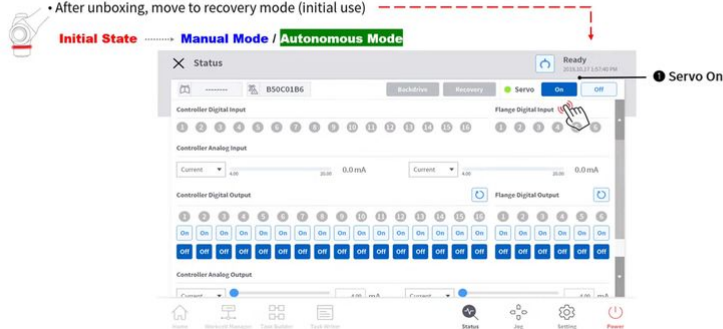 • After unboxing, move to recovery mode (initial use)
Initial State Manual Mode / Autonomous Mode
Status
Ready
❶ Servo On
-------- B50C01B6 Backdrive Recovery Servo On Off
Controller Digital Input Flange Digital Input
1 2 3 4 5 6 7 8 9 10 11 12 13 14 15 16 1 2 3 4 5 6
Controller Analog Input
Current 4.00 20.00 0.0 mA Current 4.00 20.00 0.0 mA
Controller Digital Output Flange Digital Output
1 2 3 4 5 6 7 8 9 10 11 12 13 14 15 16 1 2 3 4 5 6
On On On On On On On On On On On On On On On On On On On On On On
Off Off Off Off Off Off Off Off Off Off Off Off Off Off Off Off Off Off Off Off Off Off
Controller Analog Output
Current 4.00 mA Current 4.00 mA
Home Workcell Manager Task Builder Task Writer Status Jog Setting Power